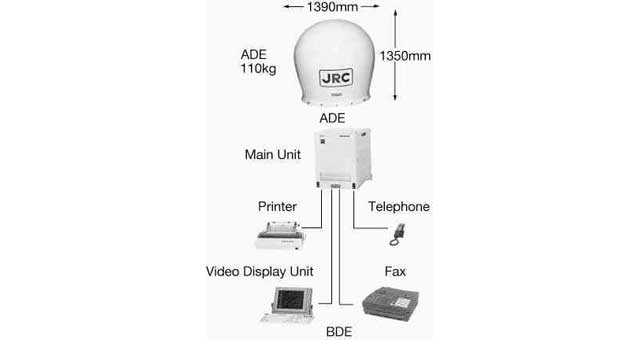 1390mm
ADE
110kg
1350mm
JRC
ADE
Main Unit
Printer
Telephone
Video Display Unit
Fax
BDE